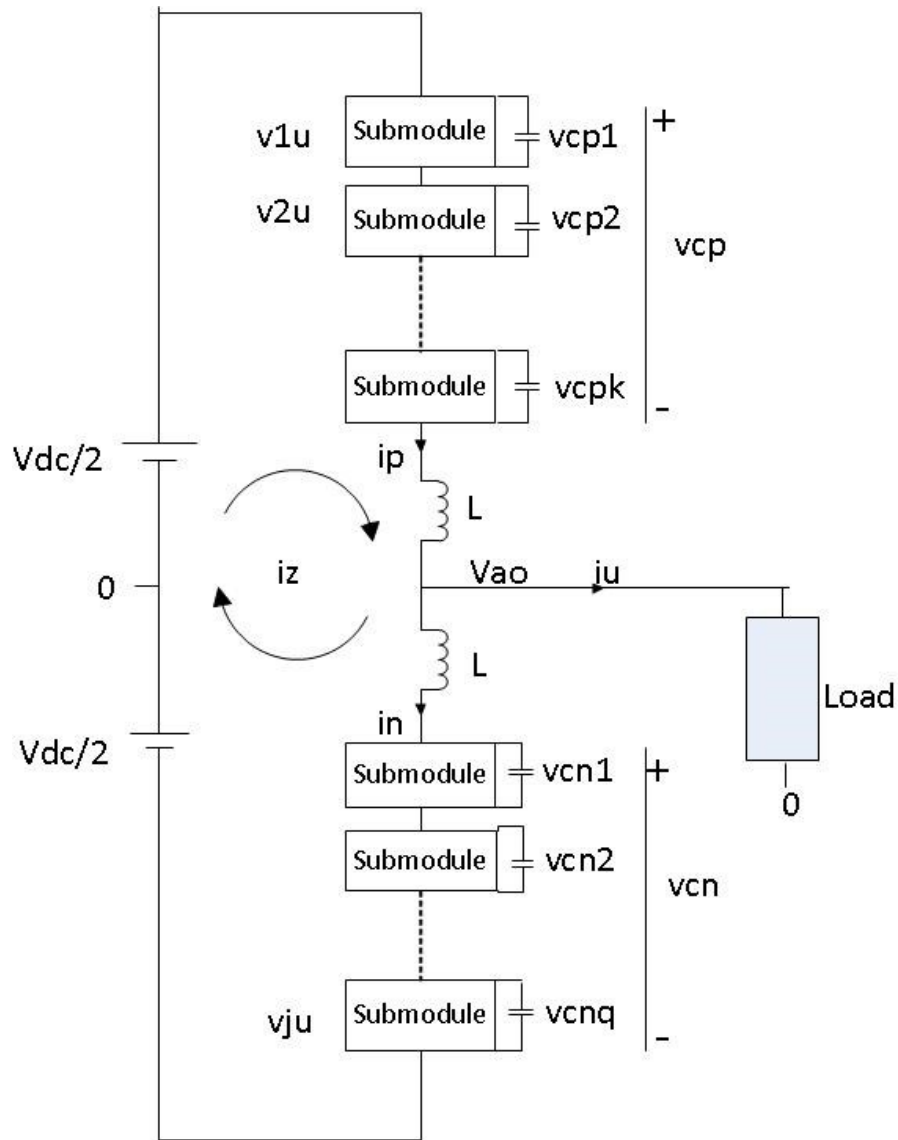 v1u
Submodule
vcp1
+
v2u
Submodule
vcp2
vcp
Submodule
vcpk
-
Vdc/2
ip
L
iz
0
Vao
iu
L
Load
in
Vdc/2
Submodule
vcn1
+
0
Submodule
vcn2
vcn
vju
Submodule
vcnq
-